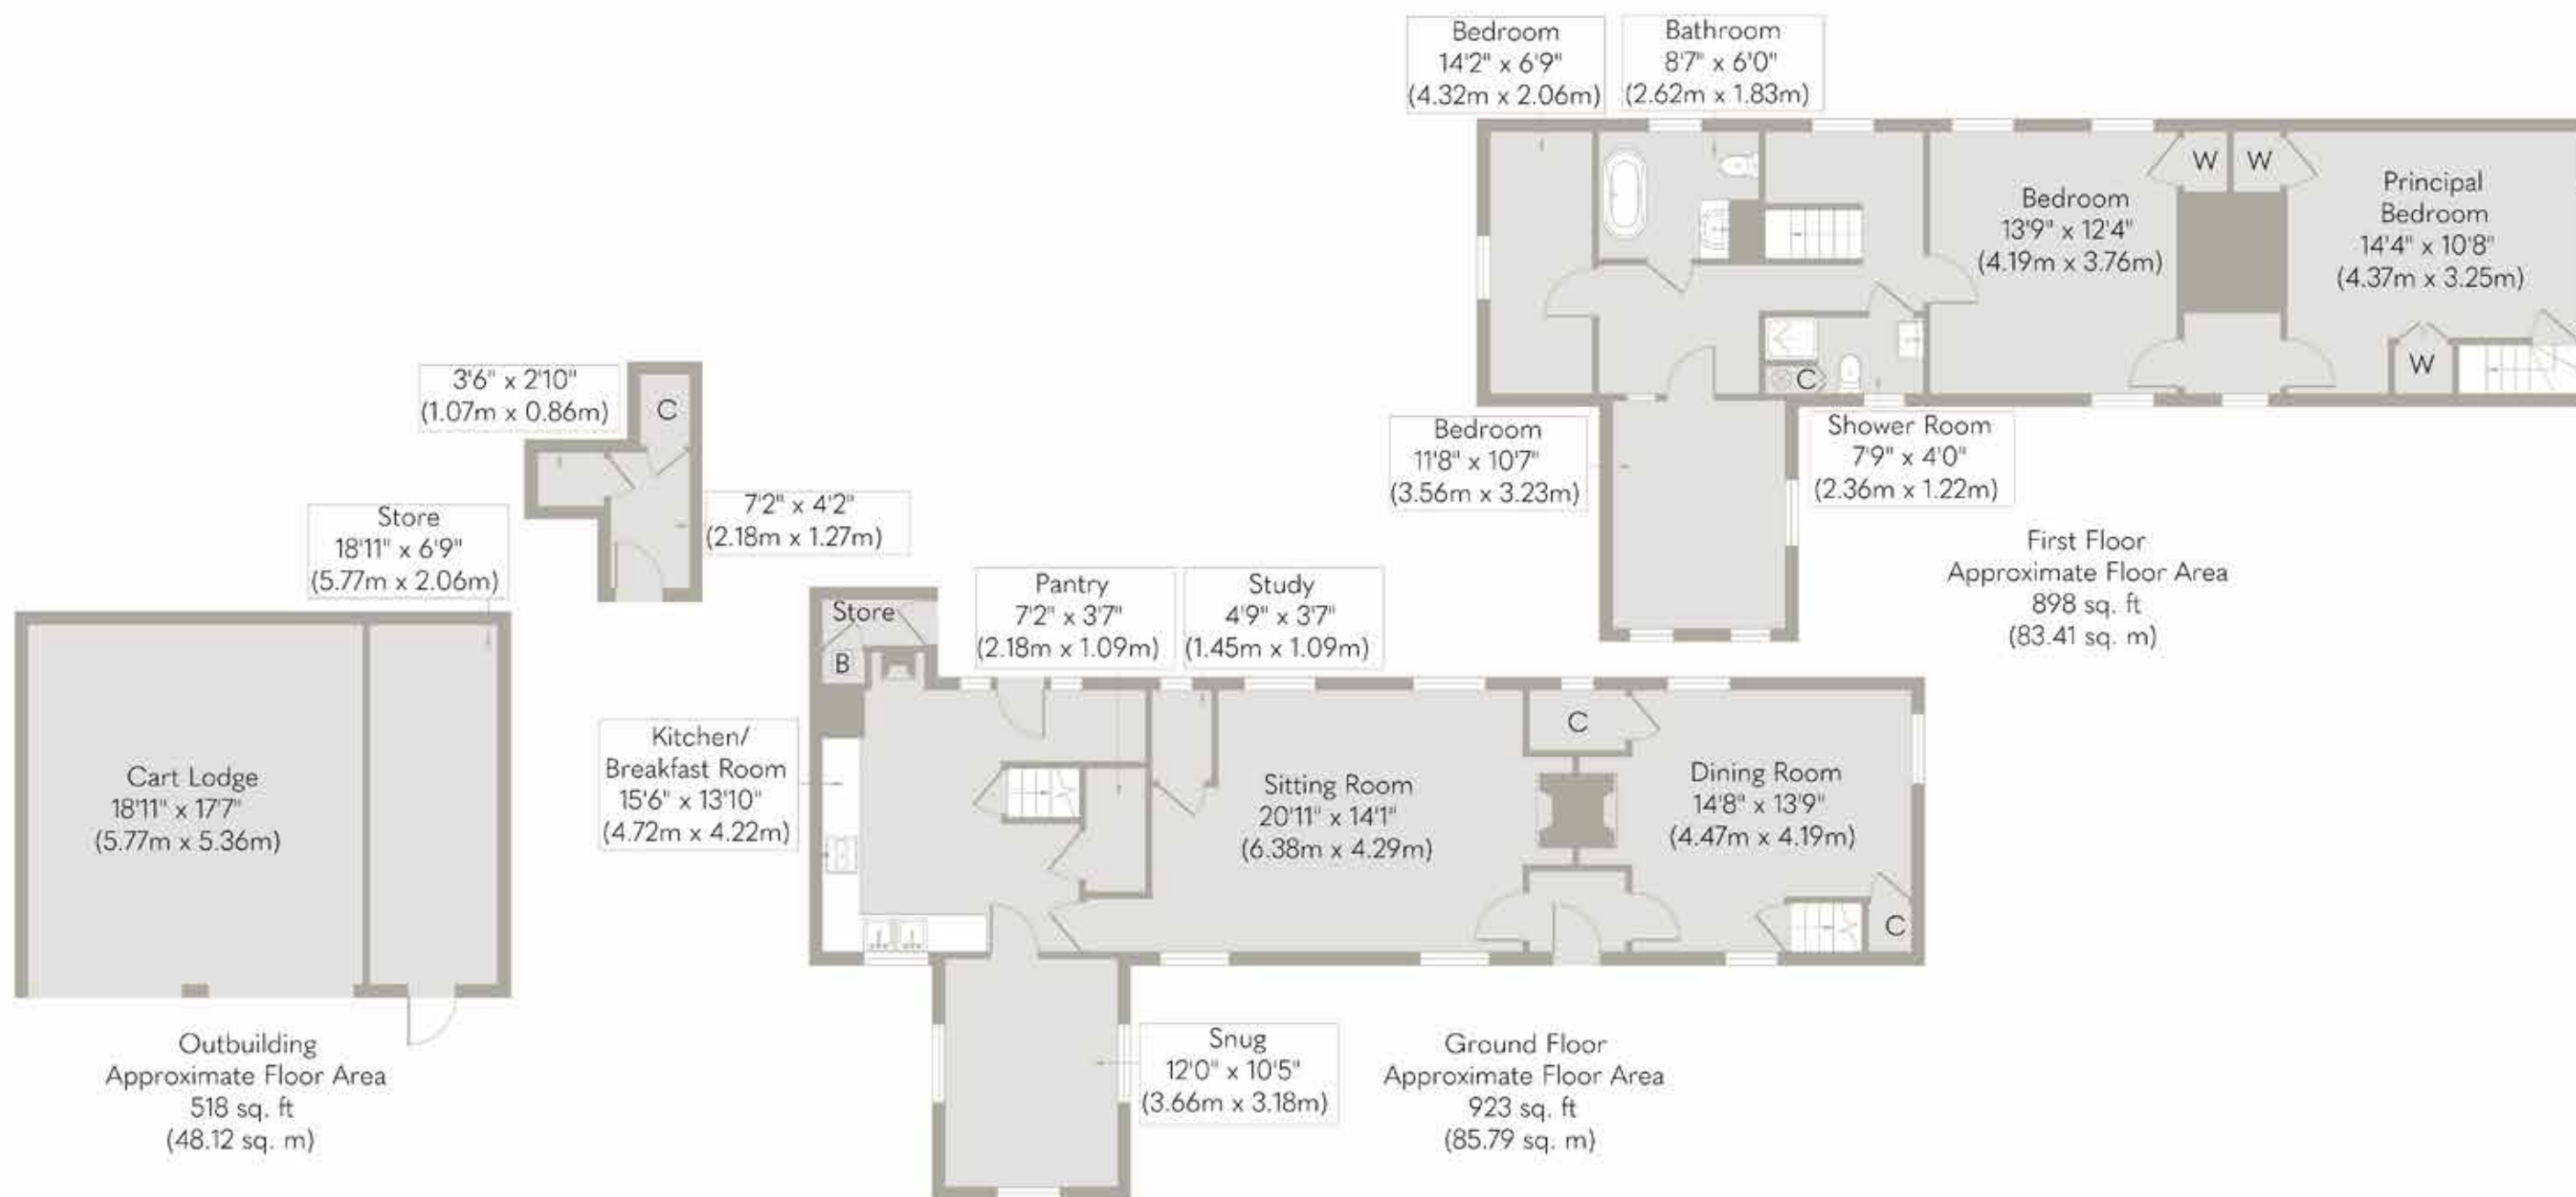 Bedroom
14'2" x 6'9"
(4.32m x 2.06m)
Bathroom
8'7" x 6'0"
(2.62m x 1.83m)
W
W
Bedroom
13'9" x 12'4"
(4.19m x 3.76m)
Principal
Bedroom
14'4" x 10'8"
(4.37m x 3.25m)
C
W
Bedroom
11'8" x 10'7"
(3.56m x 3.23m)
Shower Room
7'9" x 4'0"
(2.36m x 1.22m)
First Floor
Approximate Floor Area
898 sq. ft
(83.41 sq. m)
3'6" x 2'10"
(1.07m x 0.86m)
C
7'2" x 4'2"
(2.18m x 1.27m)
Store
18'11" x 6'9"
(5.77m x 2.06m)
Cart Lodge
18'11" x 17'7"
(5.77m x 5.36m)
Outbuilding
Approximate Floor Area
518 sq. ft
(48.12 sq. m)
Store
B
Pantry
7'2" x 3'7"
(2.18m x 1.09m)
Study
4'9" x 3'7"
(1.45m x 1.09m)
Kitchen/
Breakfast Room
15'6" x 13'10"
(4.72m x 4.22m)
Sitting Room
20'11" x 14'1"
(6.38m x 4.29m)
C
Dining Room
14'8" x 13'9"
(4.47m x 4.19m)
C
Snug
12'0" x 10'5"
(3.66m x 3.18m)
Ground Floor
Approximate Floor Area
923 sq. ft
(85.79 sq. m)